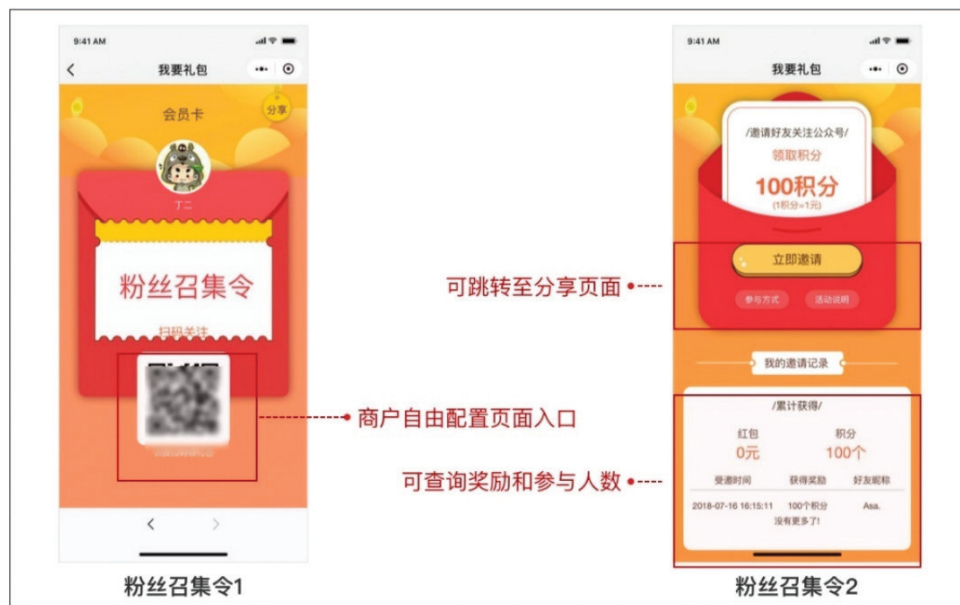 9:41 AM
我要礼包
会员卡
分享
丁二
粉丝召集令
扫码关注
商户自由配置页面入口
粉丝召集令1
9:41 AM
我要礼包
/邀请好友关注公众号/
领取积分
100积分
(1积分=1元)
立即邀请
参与方式 活动说明
可跳转至分享页面
我的邀请记录
/累计获得/
红包 积分
0元 100个
可查询奖励和参与人数
受邀时间 获得奖励 好友昵称
2018-07-16 16:15:11 100个积分 Asa.
没有更多了!
粉丝召集令2